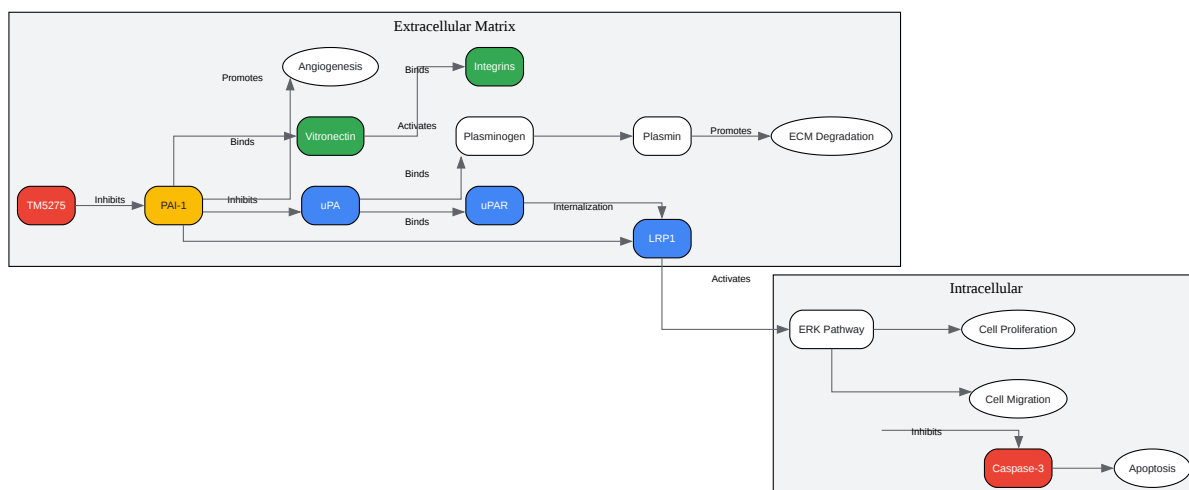 Extracellular Matrix
Promotes
Angiogenesis
Binds
Integrins
Binds
Vitronectin
Activates
Plasminogen
Plasmin
Promotes
ECM Degradation
TM5275
Inhibits
PAI-1
Inhibits
uPA
Binds
Binds
uPAR
Internalization
LRP1
Activates
Intracellular
ERK Pathway
Cell Proliferation
Cell Migration
Inhibits
Caspase-3
Apoptosis